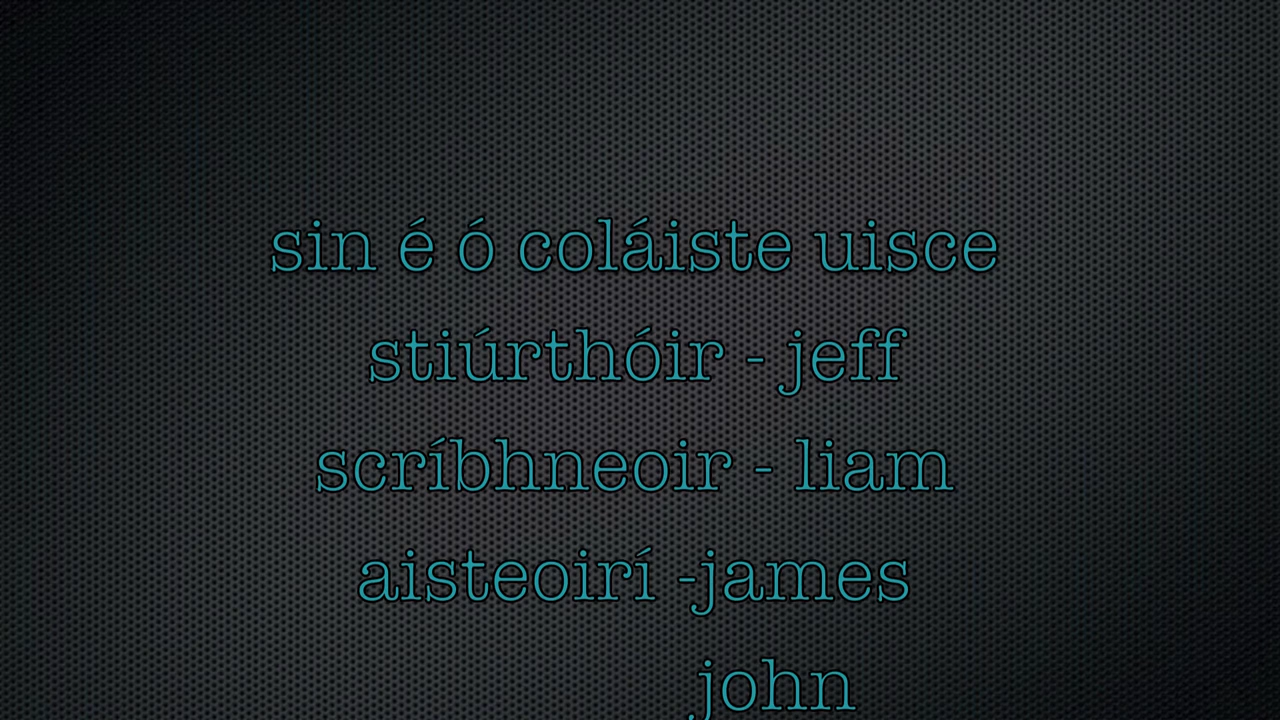 sin é ó coláiste uisce
stiúrthóir - jeff
scríbhneoir - liam
aisteoirí -james
john